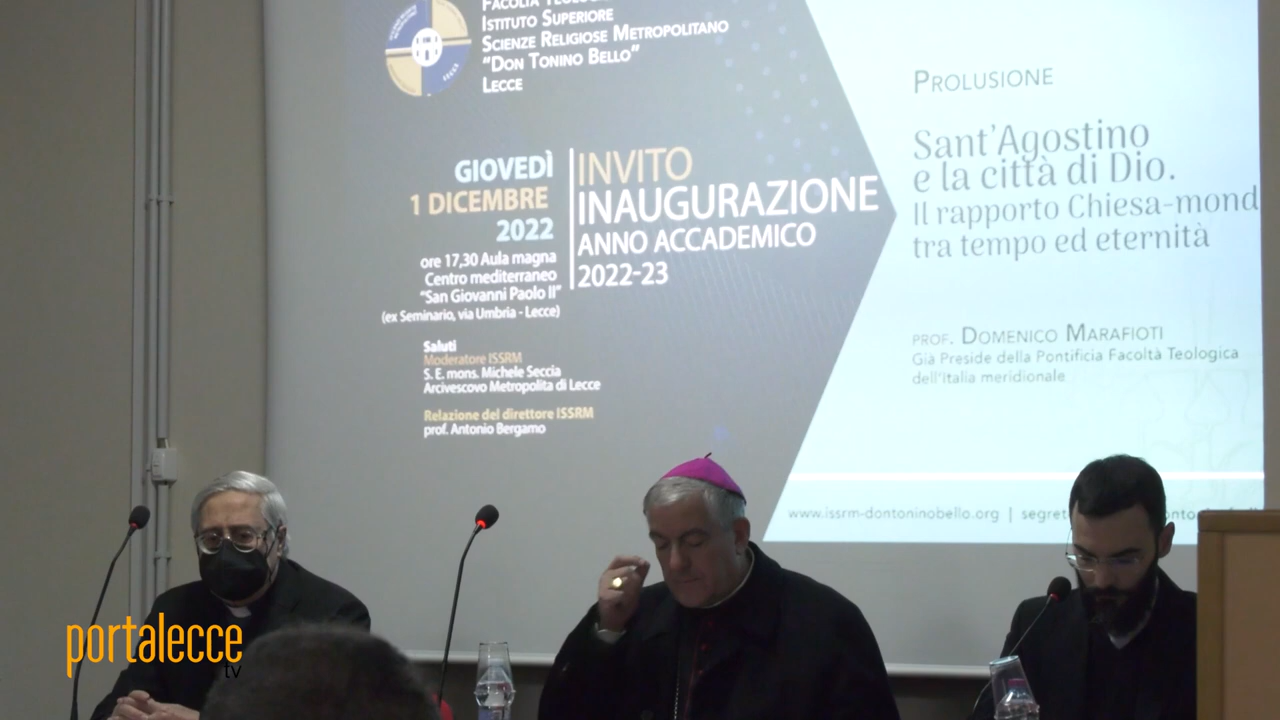 FACOLTÀ
ISTITUTO SUPERIORE
SCIENZE RELIGIOSE METROPOLITANO
"DON TONINO BELLO"
LECCE
GIOVEDÌ
1 DICEMBRE
2022
ore 17,30 Aula magna
Centro mediterraneo
"San Giovanni Paolo II"
(ex Seminario, via Umbria - Lecce)
INVITO
INAUGURAZIONE
ANNO ACCADEMICO
2022-23
Saluti
Moderatore ISSRM
S. E. mons. Michele Seccia
Arcivescovo Metropolita di Lecce
Relazione del direttore ISSRM
prof. Antonio Bergamo
PROLUSIONE
Sant'Agostino
e la città di Dio.
Il rapporto Chiesa-mond
tra tempo ed eternità
PROF. DOMENICO MARAFIOTI
Già Preside della Pontificia Facoltà Teologica
dell'Italia meridionale
www.issrm-dontoninobello.org | segret
portalecce
tv